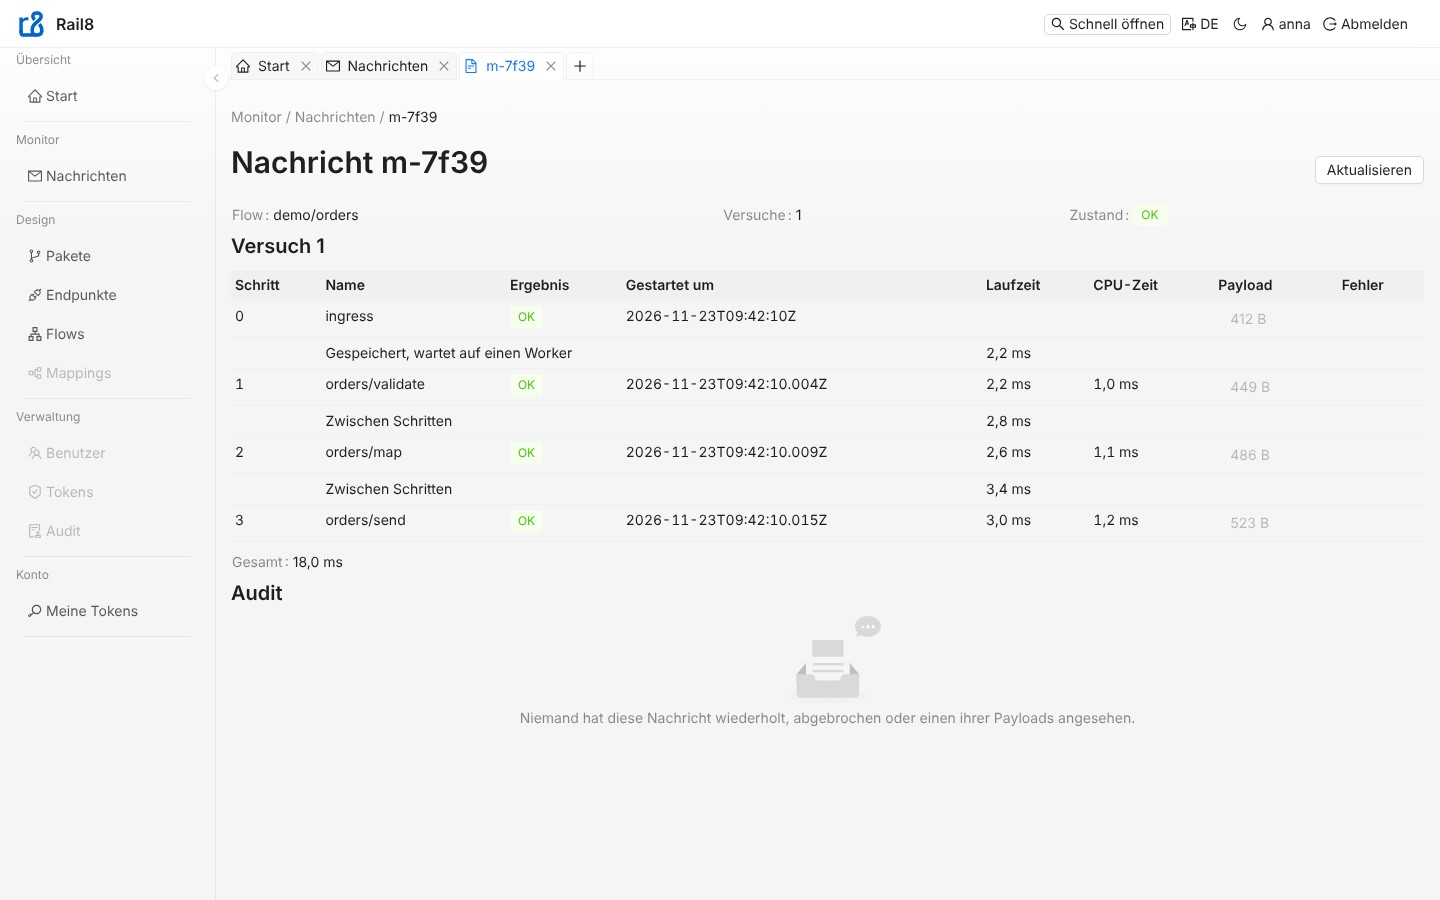 Rail8
Schnell öffnen DE anna Abmelden
Übersicht
Start
Monitor
Nachrichten
Design
Pakete
Endpunkte
Flows
Mappings
Verwaltung
Benutzer
Tokens
Audit
Konto
Meine Tokens
Start Nachrichten m-7f39
Monitor / Nachrichten / m-7f39
Nachricht m-7f39
Aktualisieren
Flow: demo/orders Versuche: 1 Zustand: OK
Versuch 1
Schritt Name Ergebnis Gestartet um Laufzeit CPU-Zeit Payload Fehler
0 ingress OK 2026-11-23T09:42:10Z 412 B
Gespeichert, wartet auf einen Worker 2,2 ms
1 orders/validate OK 2026-11-23T09:42:10.004Z 2,2 ms 1,0 ms 449 B
Zwischen Schritten 2,8 ms
2 orders/map OK 2026-11-23T09:42:10.009Z 2,6 ms 1,1 ms 486 B
Zwischen Schritten 3,4 ms
3 orders/send OK 2026-11-23T09:42:10.015Z 3,0 ms 1,2 ms 523 B
Gesamt: 18,0 ms
Audit
Niemand hat diese Nachricht wiederholt, abgebrochen oder einen ihrer Payloads angesehen.